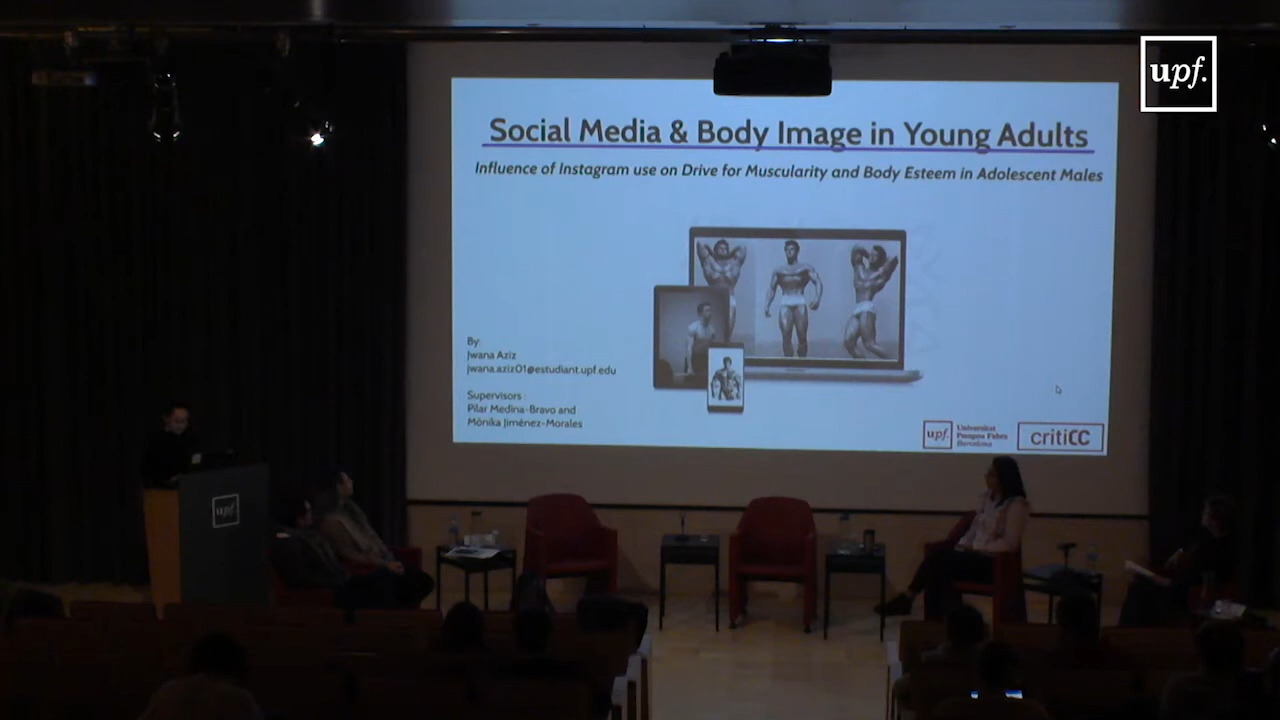 upf.
Social Media & Body Image in Young Adults
Influence of Instagram use on Drive for Muscularity and Body Esteem in Adolescent Males
By:
Jwana Aziz
jwana.aziz01@estudiant.upf.edu
Supervisors :
Pilar Medina-Bravo and
Mònika Jiménez-Morales
upf.
Universitat
Pompeu Fabra
Barcelona
critiCC
upf.